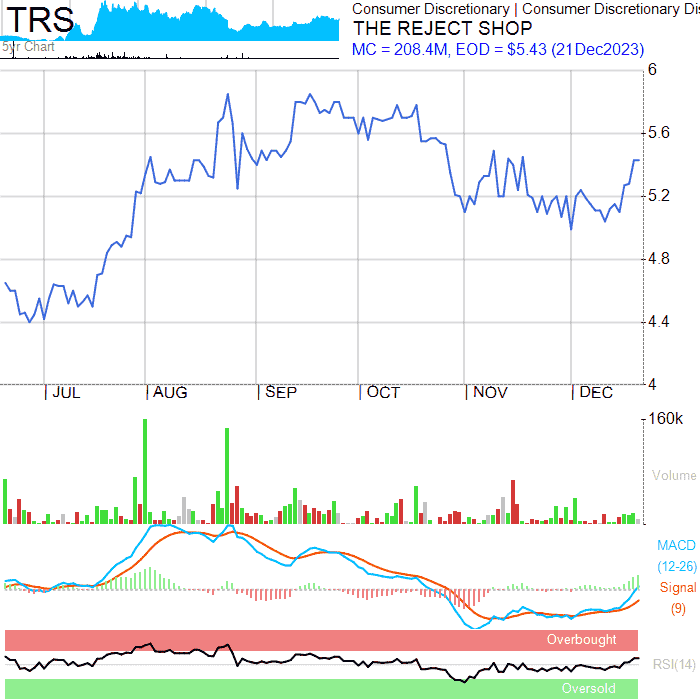 TRS
5yr Chart
Consumer Discretionary | Consumer Discretionary Dis
THE REJECT SHOP
MC = 208.4M, EOD = $5.43 (21Dec2023)
6
5.6
5.2
4.8
4.4
4
JUL AUG SEP OCT NOV DEC
160k
Volume
MACD
(12-26)
Signal
(9)
Overbought
RSI(14)
Oversold